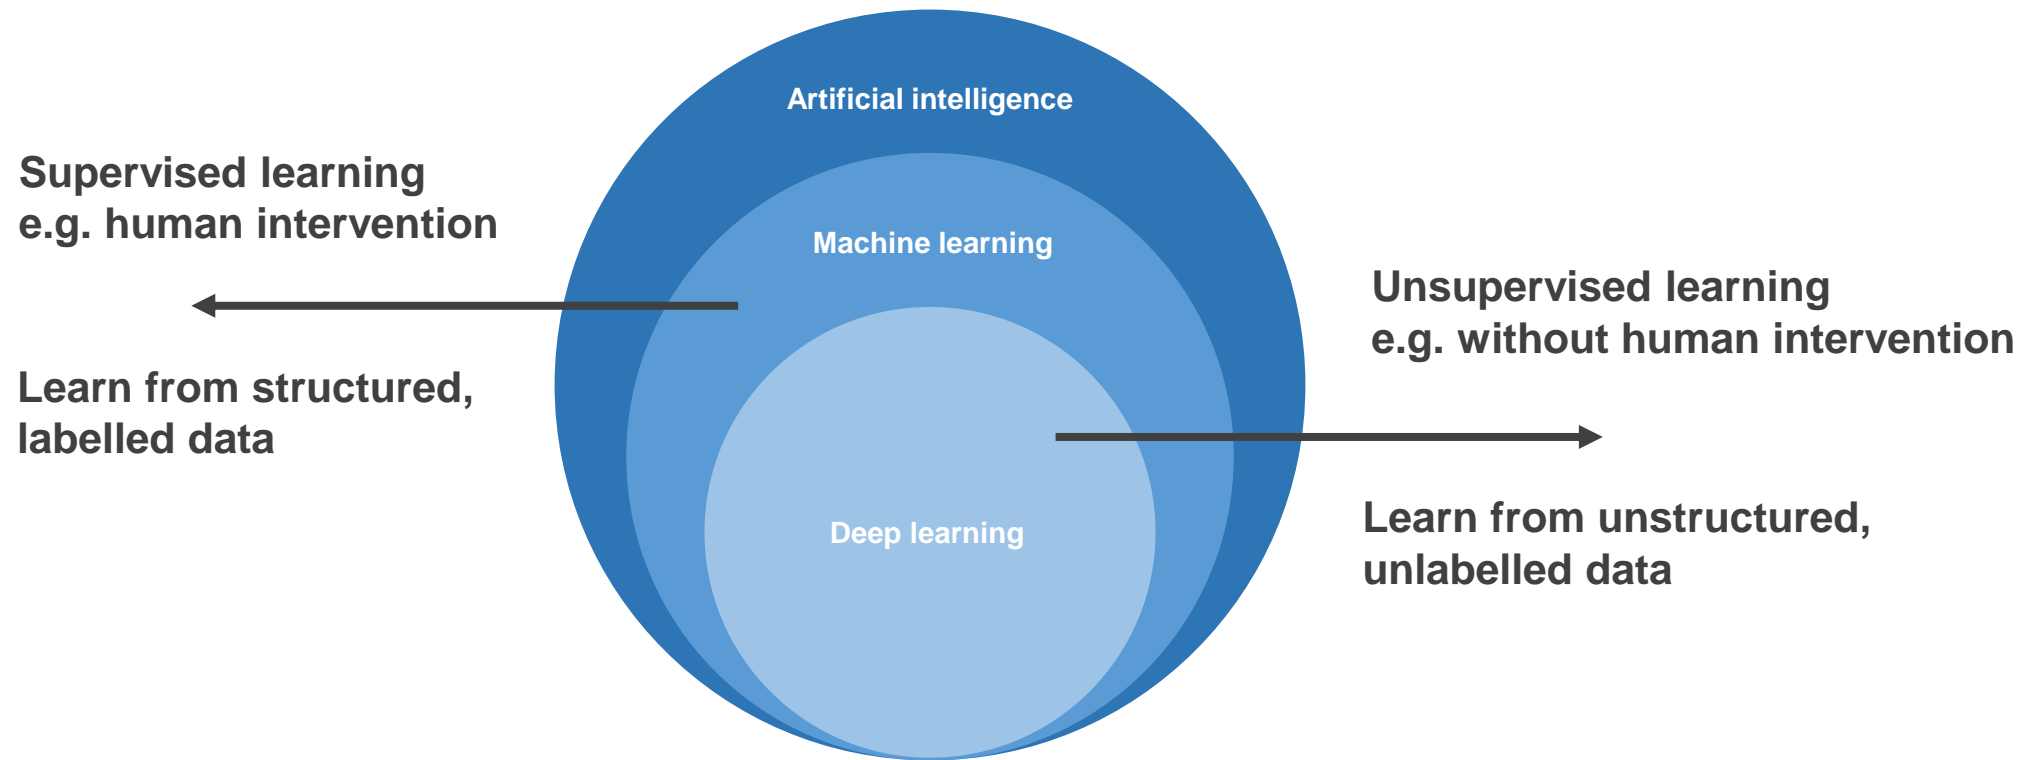 Artificial intelligence
Supervised learning
e.g. human intervention
Machine learning
Unsupervised learning
e.g. without human intervention
Learn from structured,
labelled data
Deep learning
Learn from unstructured,
unlabelled data